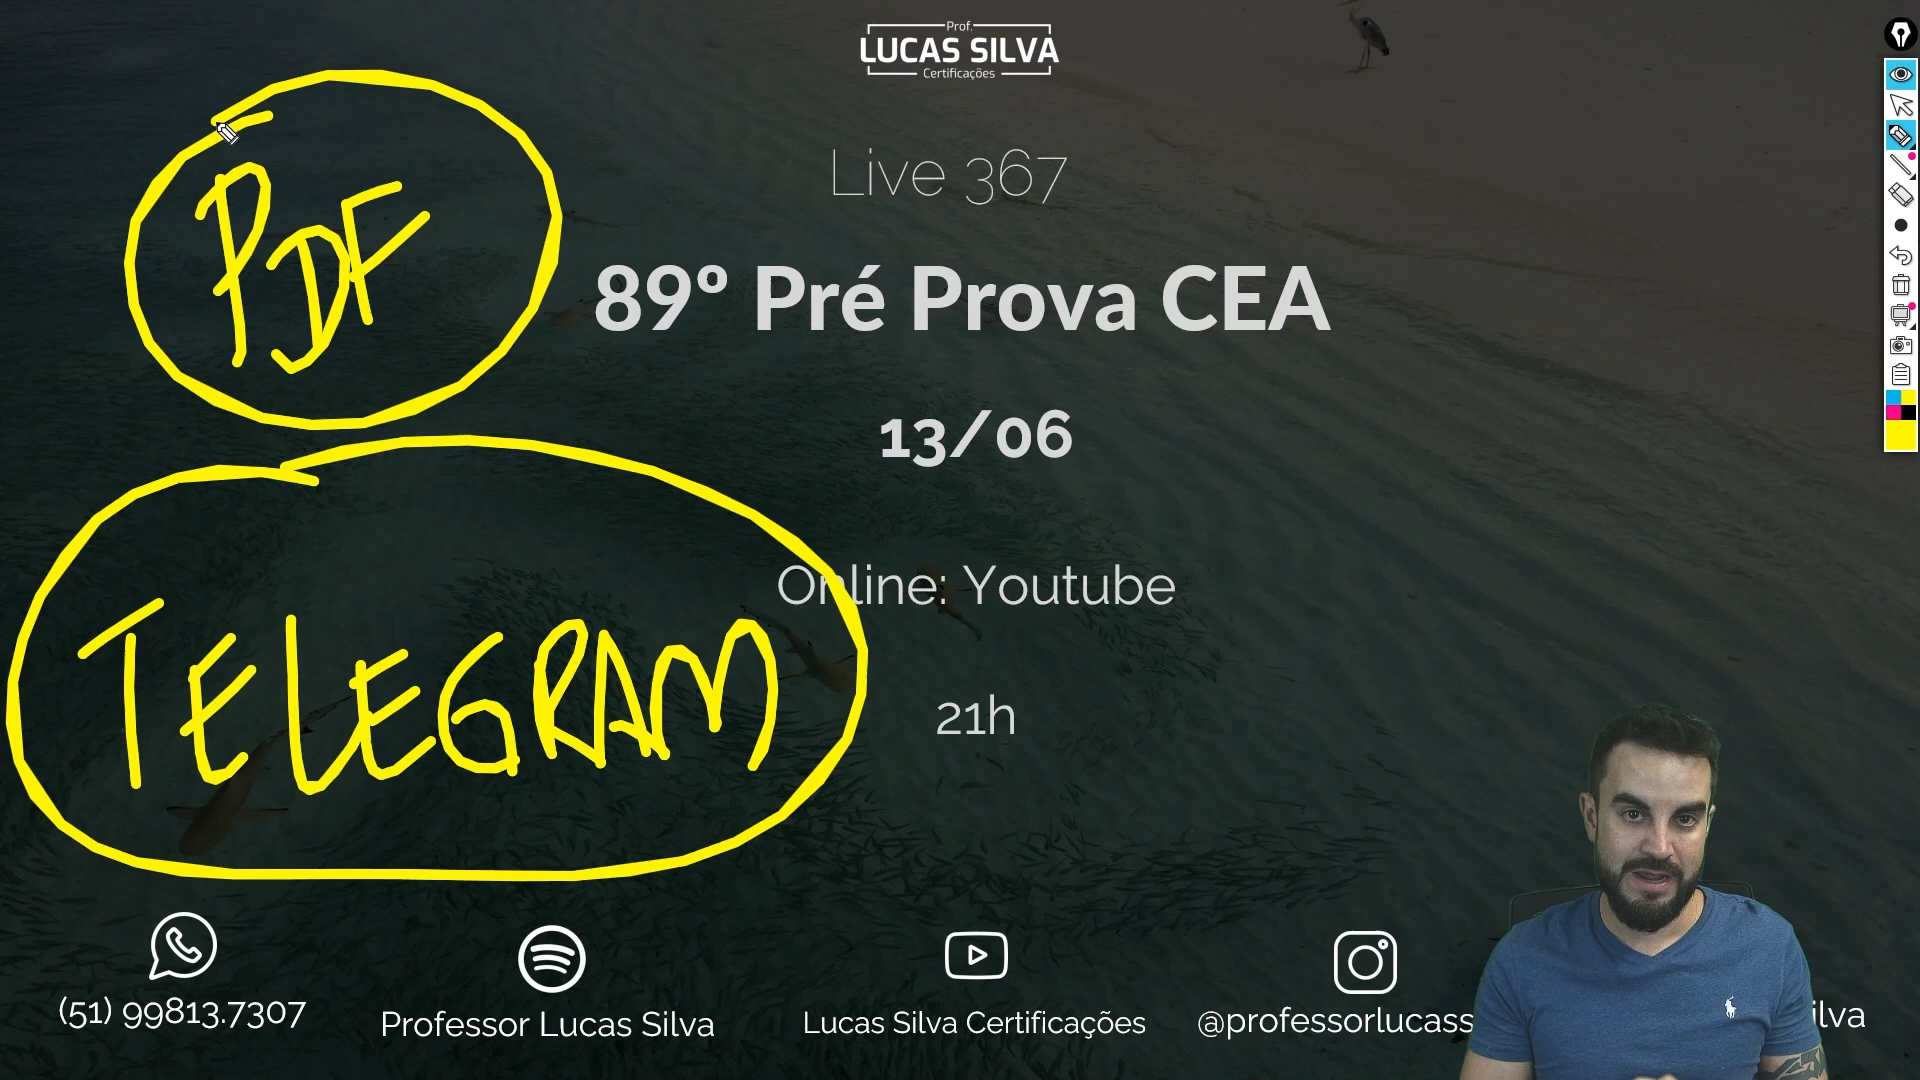 Prof.
LUCAS SILVA
Certificações
Live 367
PDF
89º Pré Prova CEA
13/06
Online: Youtube
TELEGRAM
21h
(51) 99813.7307
Professor Lucas Silva
Lucas Silva Certificações
@professorlucass
ilva